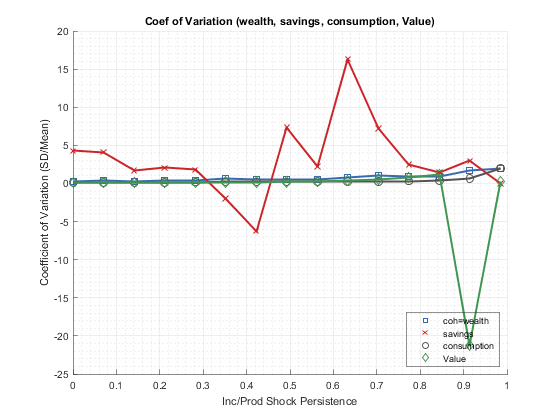 Coef of Variation (wealth, savings, consumption, Value)
20
15
10
5
0
-5
-10
-15
-20
-25
Coefficient of Variation (SD/Mean)
0 0.1 0.2 0.3 0.4 0.5 0.6 0.7 0.8 0.9 1
Inc/Prod Shock Persistence
coh=wealth
savings
consumption
Value